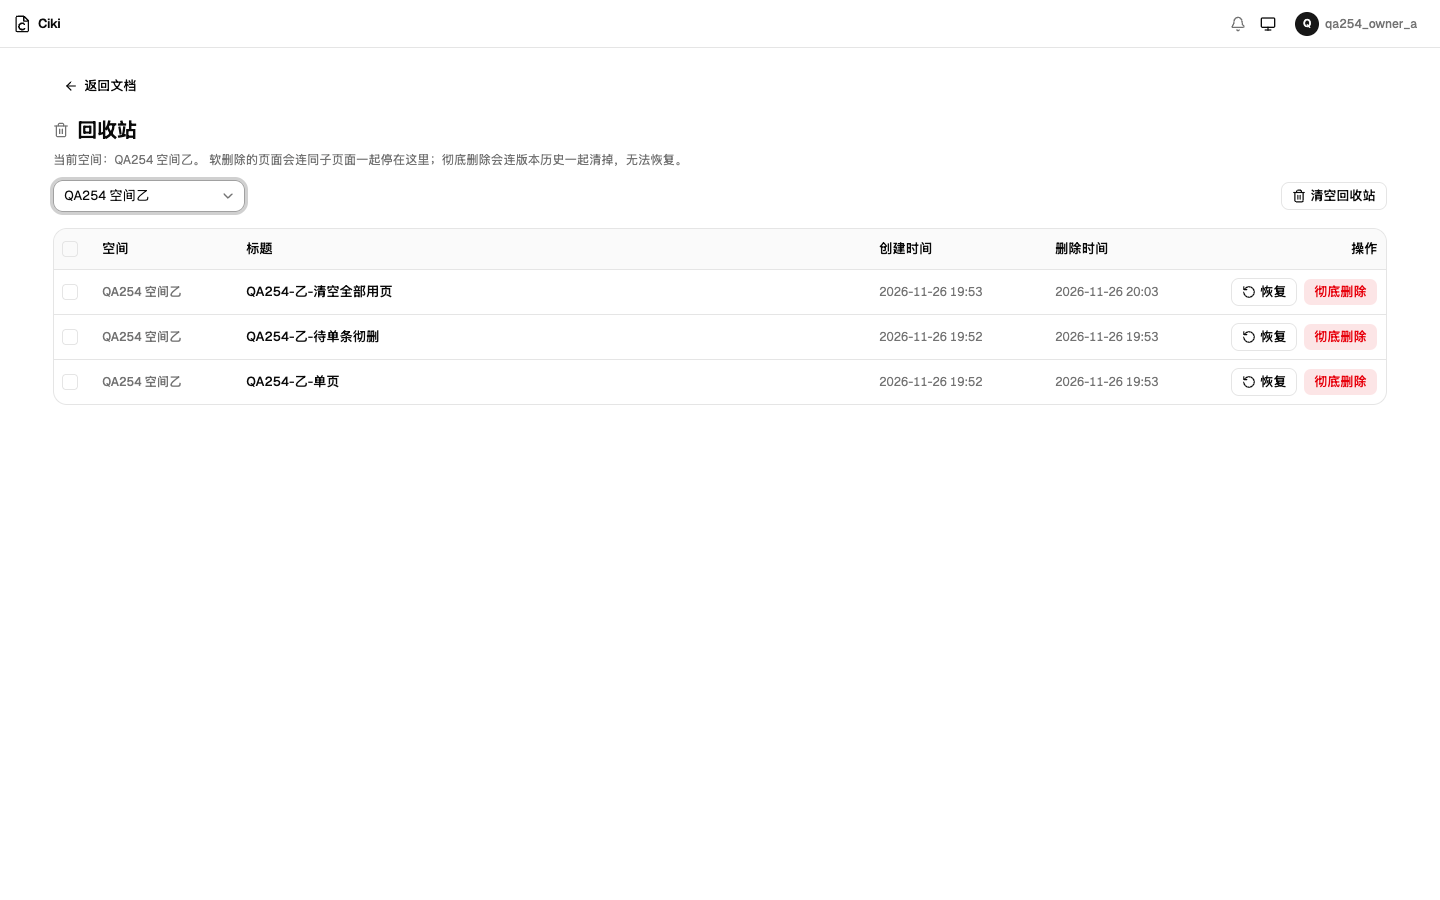 Ciki
Q qa254_owner_a
返回文档
回收站
当前空间：QA254 空间乙。 软删除的页面会连同子页面一起停在这里；彻底删除会连版本历史一起清掉，无法恢复。
QA254 空间乙
清空回收站
空间 标题 创建时间 删除时间 操作
QA254 空间乙 QA254-乙-清空全部用页 2026-11-26 19:53 2026-11-26 20:03 恢复 彻底删除
QA254 空间乙 QA254-乙-待单条彻删 2026-11-26 19:52 2026-11-26 19:53 恢复 彻底删除
QA254 空间乙 QA254-乙-单页 2026-11-26 19:52 2026-11-26 19:53 恢复 彻底删除